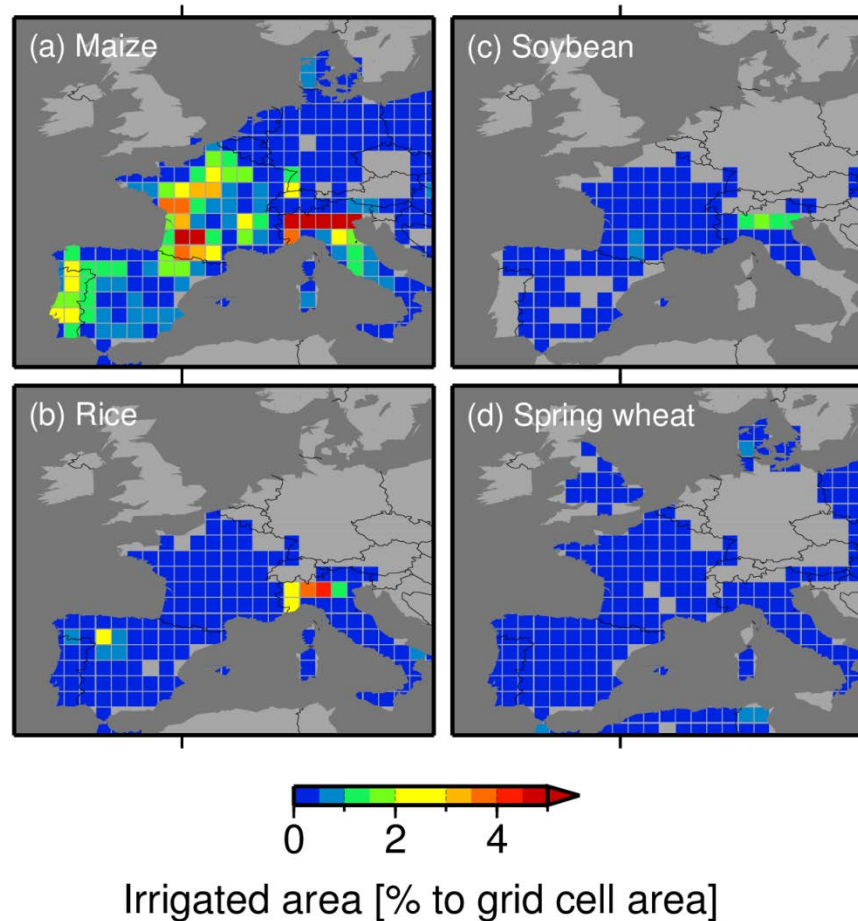 (a) Maize
(c) Soybean
(b) Rice
(d) Spring wheat
0 2 4
Irrigated area [% to grid cell area]